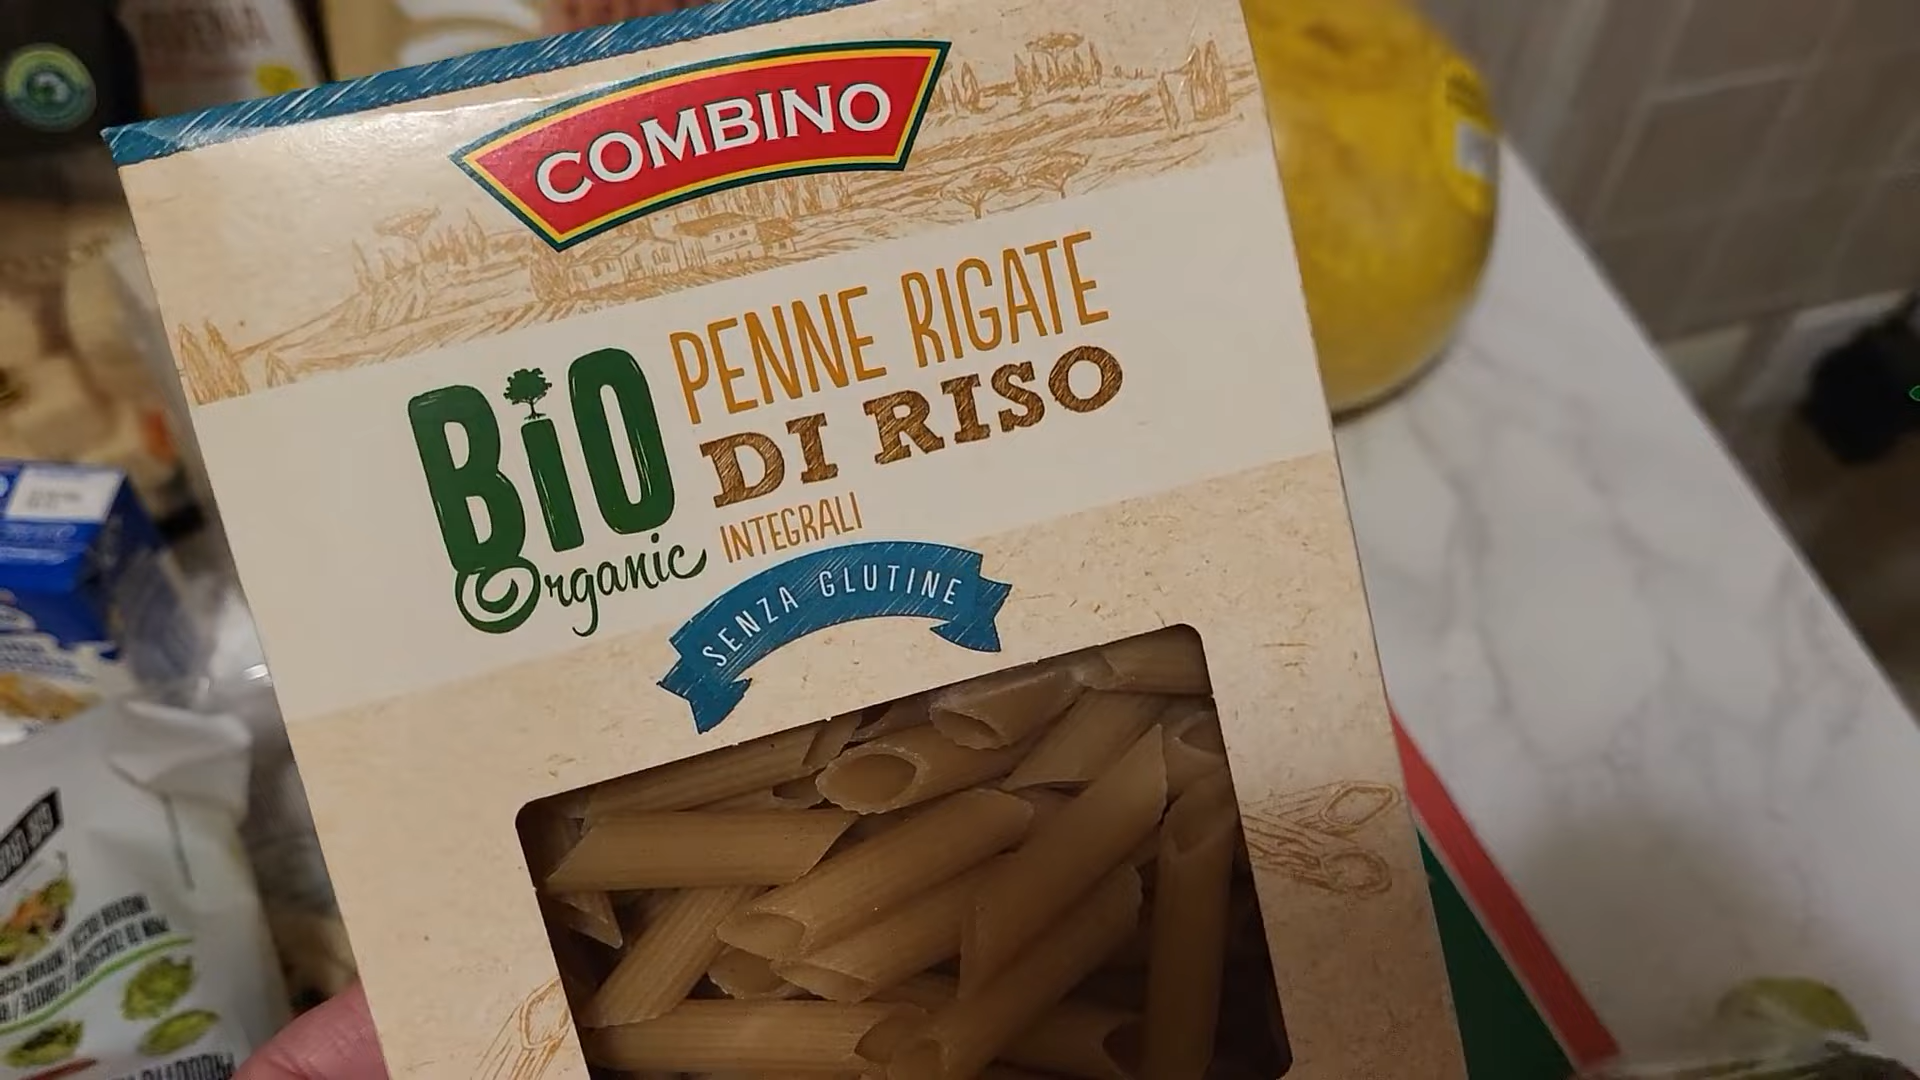 COMBINO
BiO
Organic
PENNE RIGATE
DI RISO
INTEGRALI
SENZA GLUTINE